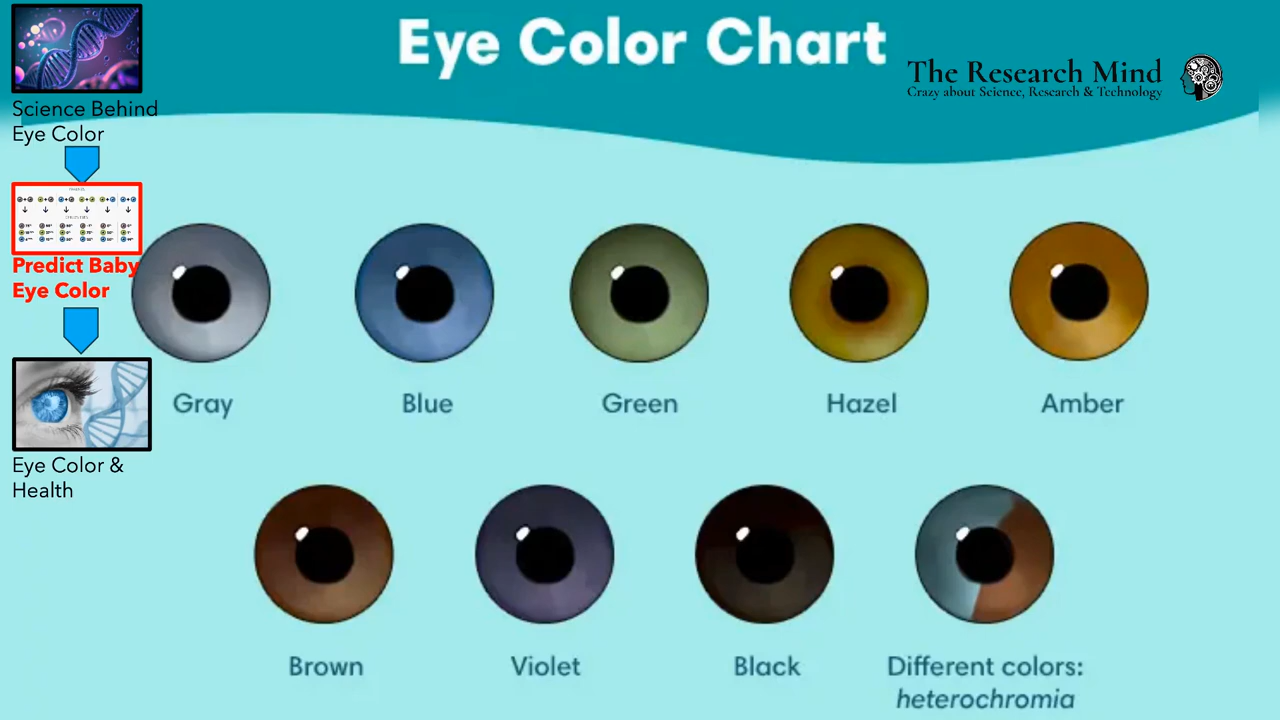 Eye Color Chart
The Research Mind
Crazy about Science, Research & Technology
Science Behind
Eye Color
Predict Baby
Eye Color
Eye Color &
Health
Gray
Blue
Green
Hazel
Amber
Brown
Violet
Black
Different colors:
heterochromia